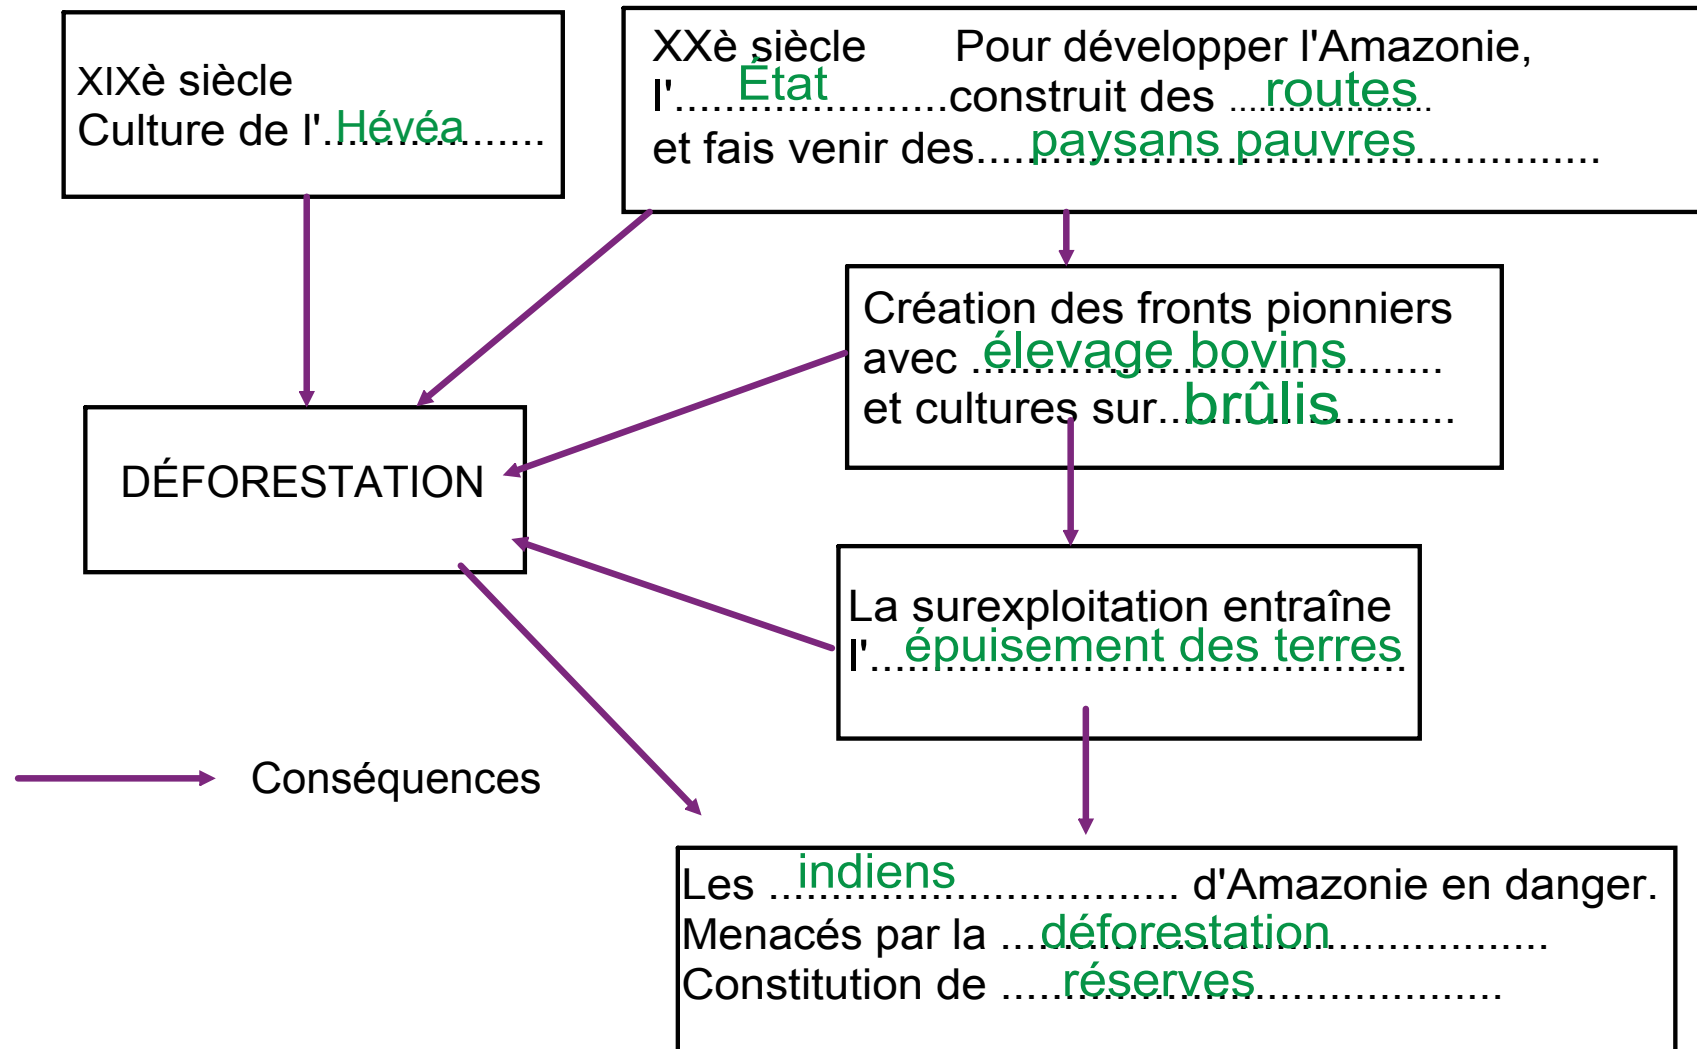 XIXè siècle
Culture de l'..Hévéa..............
XXè siècle Pour développer l'Amazonie,
l'.....État.....................construit des ....routes....
et fais venir des.....paysans pauvres...............
Création des fronts pionniers
avec .élevage bovins........
et cultures sur..brûlis..........
DÉFORESTATION
La surexploitation entraîne
l'...épuisement des terres
Conséquences
Les ...indiens.................. d'Amazonie en danger.
Menacés par la ...déforestation..................
Constitution de .....réserves....................